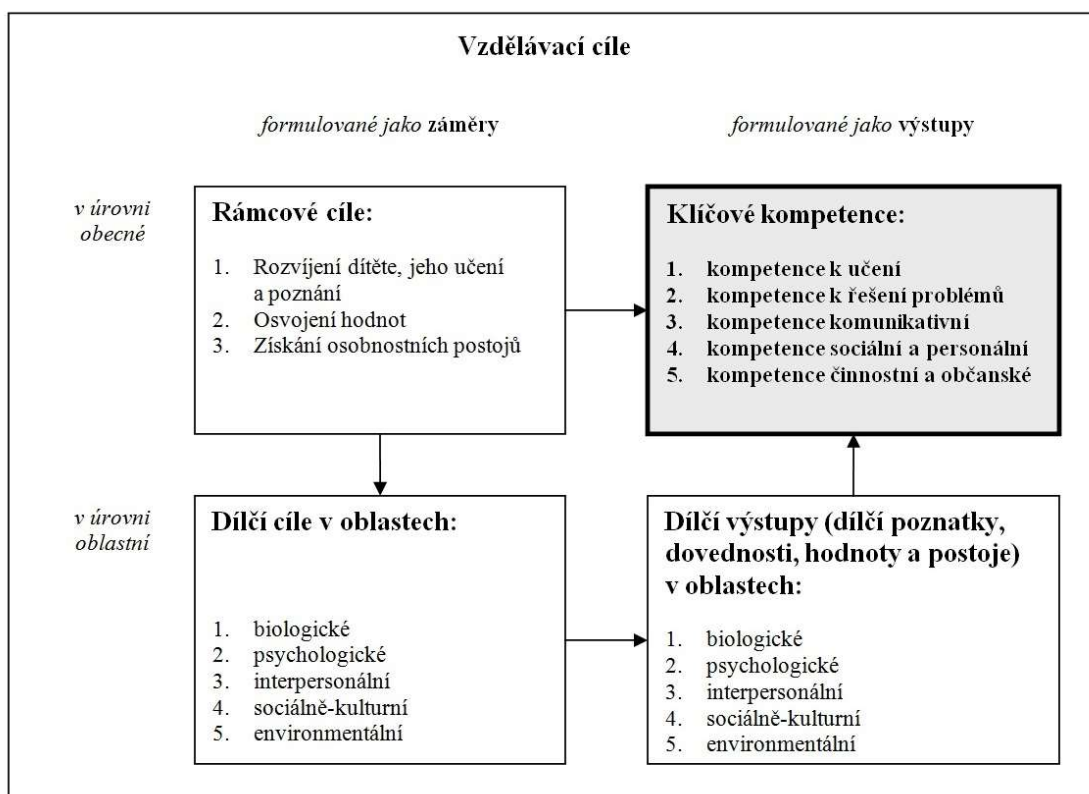 Vzdělávací cíle
formulované jako záměry
formulované jako výstupy
v úrovni
obecné
Rámcové cíle:
1. Rozvíjení dítěte, jeho učení
a poznání
2. Osvojení hodnot
3. Získání osobnostních postojů
Klíčové kompetence:
1. kompetence k učení
2. kompetence k řešení problémů
3. kompetence komunikativní
4. kompetence sociální a personální
5. kompetence činnostní a občanské
v úrovni
oblastní
Dílčí cíle v oblastech:
1. biologické
2. psychologické
3. interpersonální
4. sociálně-kulturní
5. environmentální
Dílčí výstupy (dílčí poznatky,
dovednosti, hodnoty a postoje)
v oblastech:
1. biologické
2. psychologické
3. interpersonální
4. sociálně-kulturní
5. environmentální